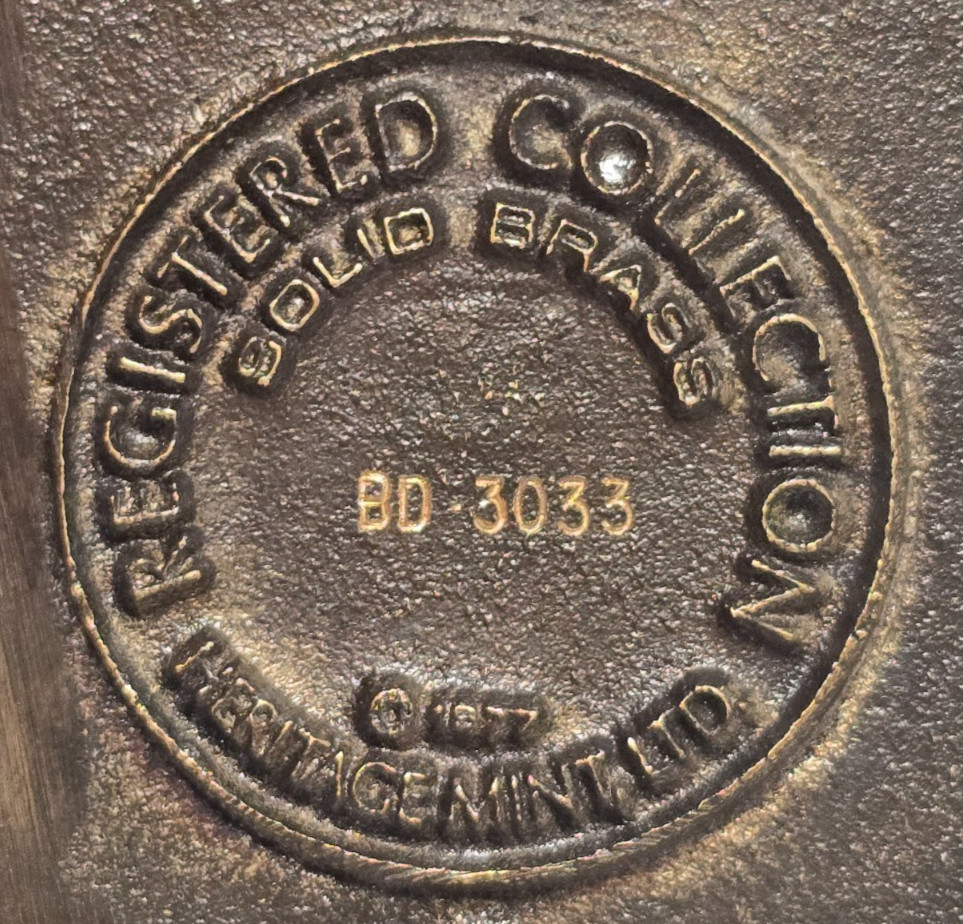 REGISTERED COLLECTION
SOLID BRASS
BD-3033
© 1977
HERITAGE MINT, LTD.